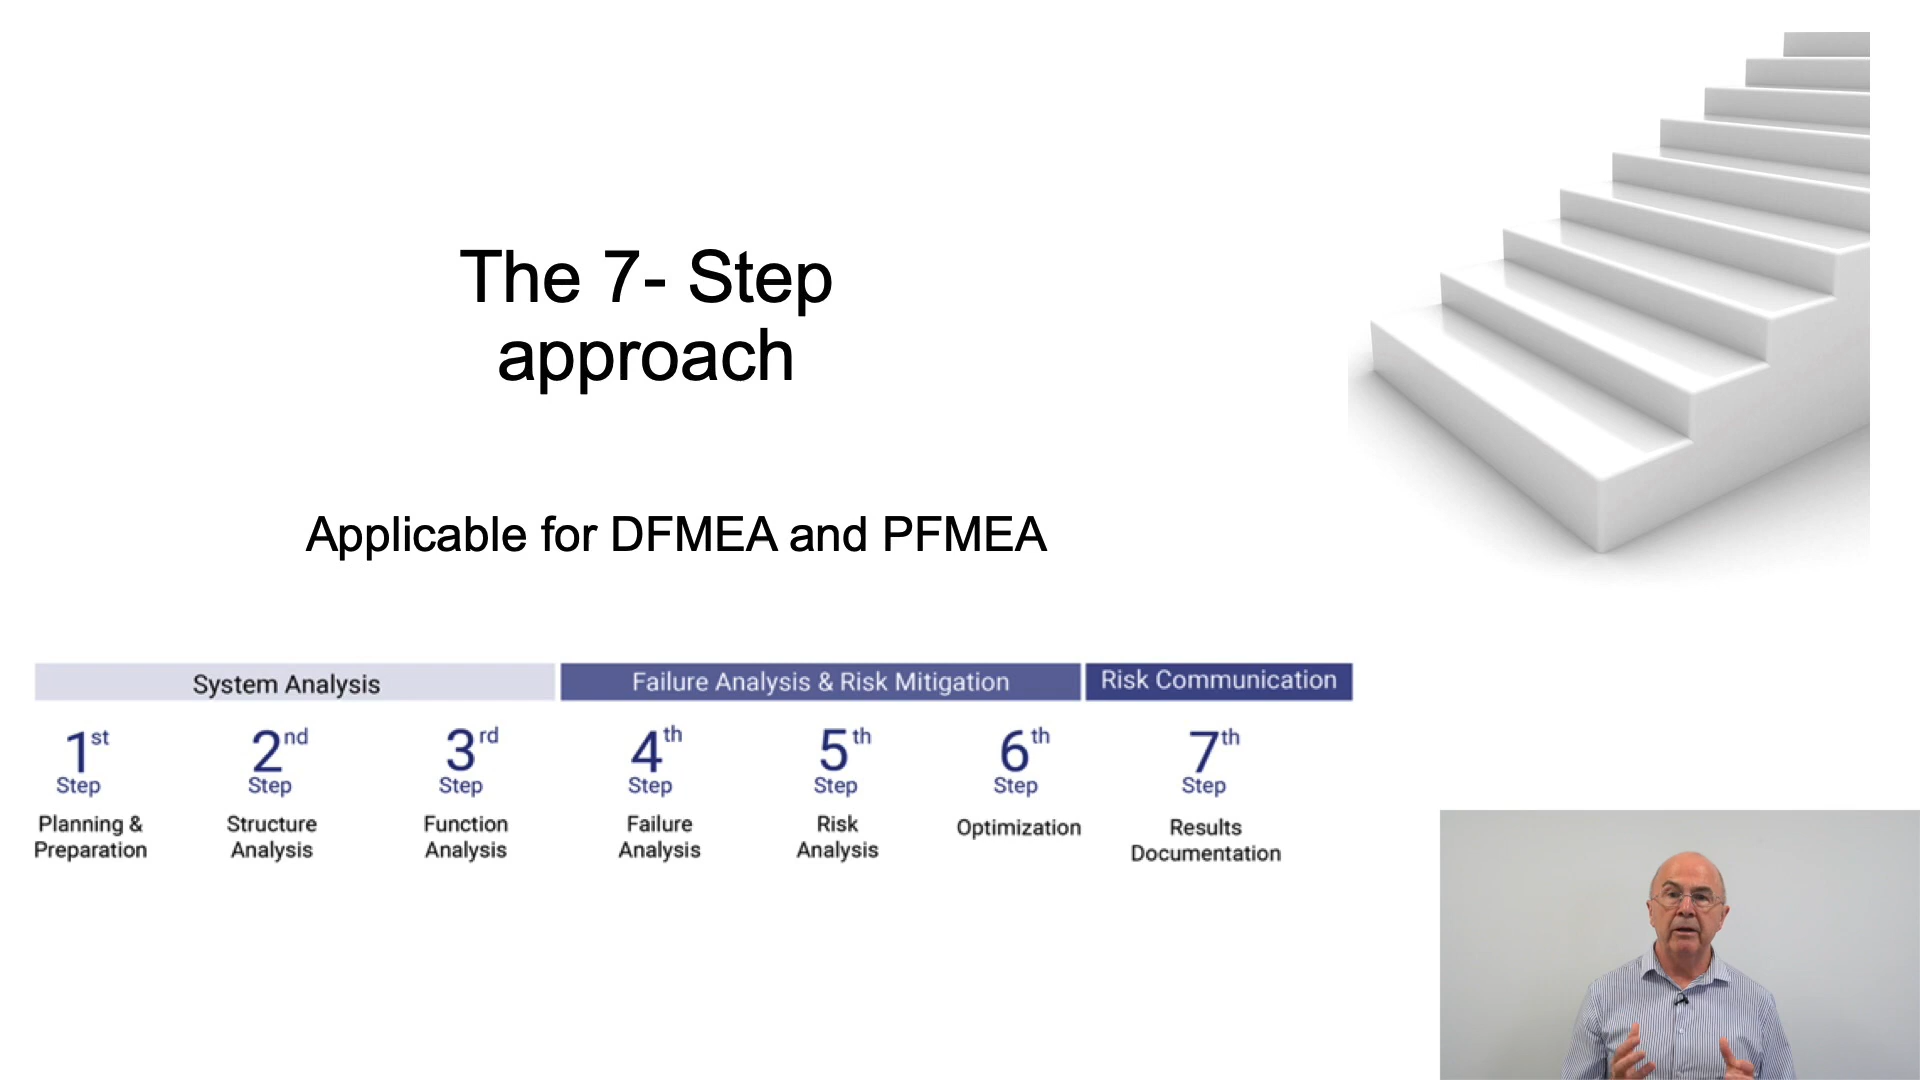 The 7- Step
approach
Applicable for DFMEA and PFMEA
System Analysis
Failure Analysis & Risk Mitigation
Risk Communication
1st
Step
Planning &
Preparation
2nd
Step
Structure
Analysis
3rd
Step
Function
Analysis
4th
Step
Failure
Analysis
5th
Step
Risk
Analysis
6th
Step
Optimization
7th
Step
Results
Documentation